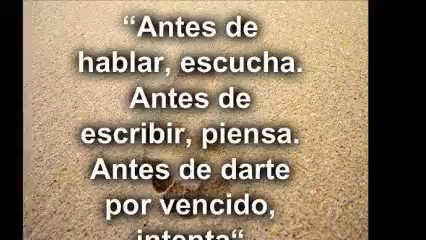 “Antes de
hablar, escucha.
Antes de
escribir, piensa.
Antes de darte
por vencido,
intenta“